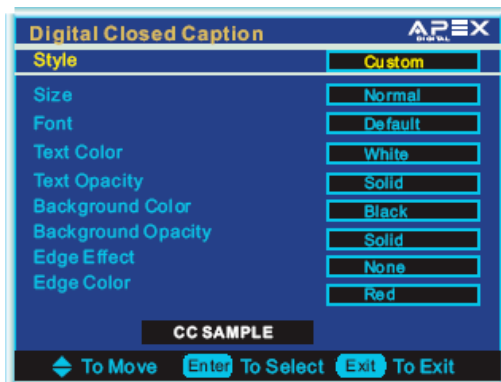 Digital Closed Caption APEX
DIGITAL
Style Custom
Size Normal
Font Default
Text Color White
Text Opacity Solid
Background Color Black
Background Opacity Solid
Edge Effect None
Edge Color Red
CC SAMPLE
To Move Enter To Select Exit To Exit